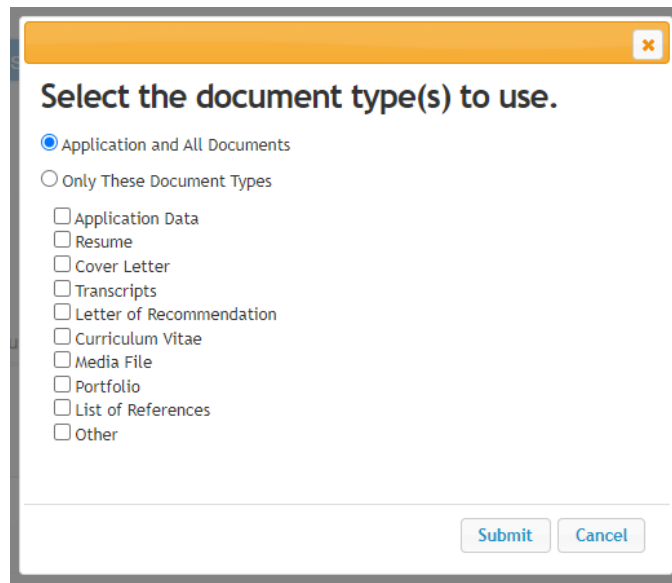 Select the document type(s) to use.
Application and All Documents
Only These Document Types
Application Data
Resume
Cover Letter
Transcripts
Letter of Recommendation
Curriculum Vitae
Media File
Portfolio
List of References
Other
Submit Cancel